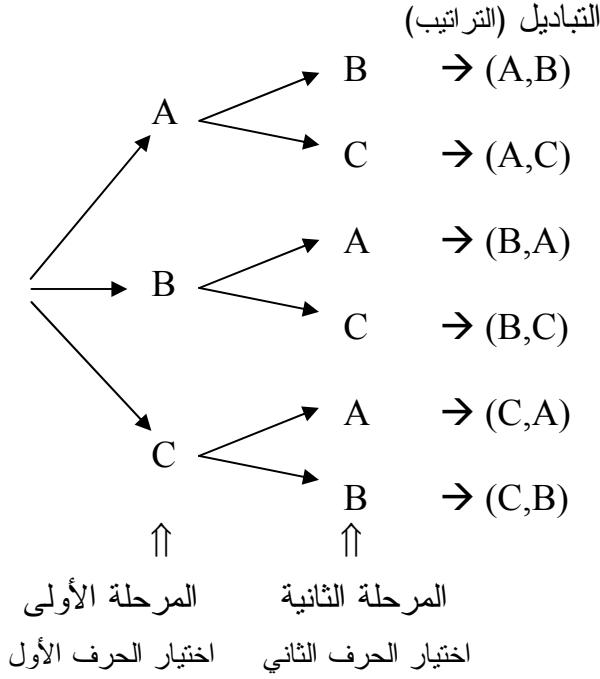 التباديل (التراتيب)
B → (A,B)
A
C → (A,C)
A → (B,A)
B
C → (B,C)
A → (C,A)
C
B → (C,B)
⇑ ⇑
المرحلة الأولى المرحلة الثانية
اختيار الحرف الأول اختيار الحرف الثاني